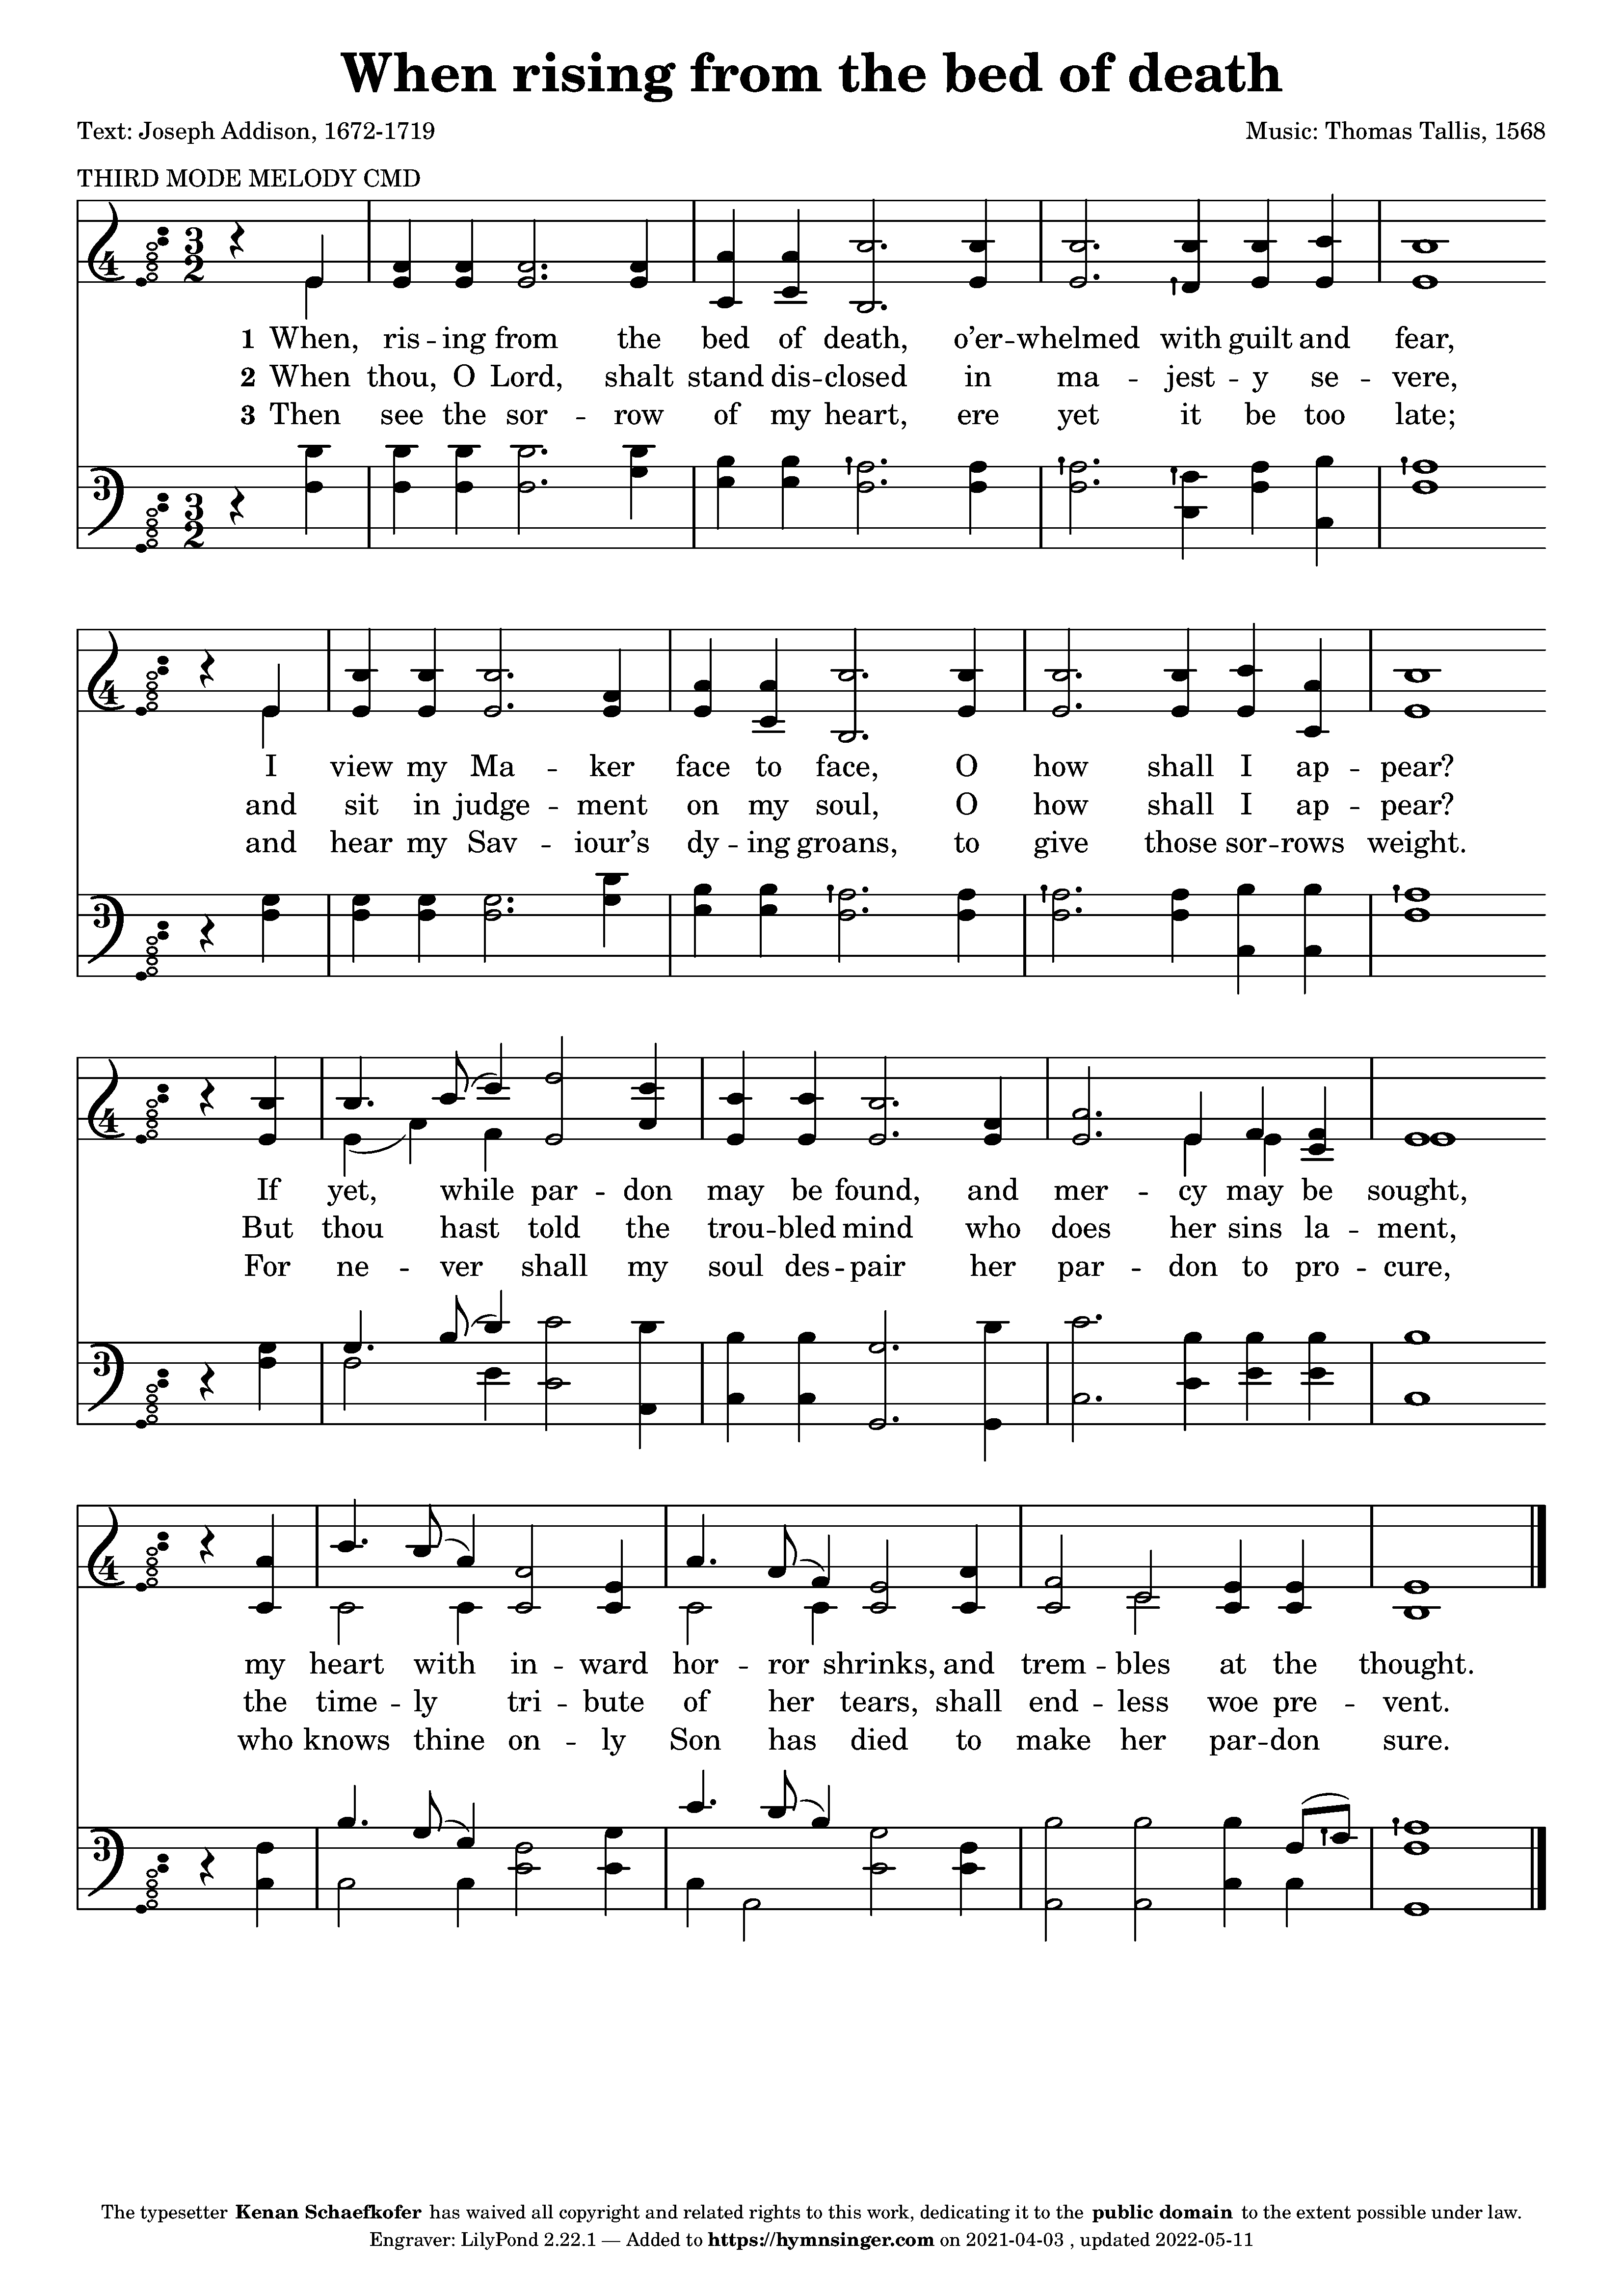 When rising from the bed of death
Text: Joseph Addison, 1672-1719
Music: Thomas Tallis, 1568
THIRD MODE MELODY CMD
4 3 2
1 When, ris -- ing from the bed of death, o’er -- whelmed with guilt and fear,
2 When thou, O Lord, shalt stand dis -- closed in ma -- jest -- y se -- vere,
3 Then see the sor -- row of my heart, ere yet it be too late;
3 3 2
4
I view my Ma -- ker face to face, O how shall I ap -- pear?
and sit in judge -- ment on my soul, O how shall I ap -- pear?
and hear my Sav -- iour’s dy -- ing groans, to give those sor -- rows weight.
3
4
If yet, while par -- don may be found, and mer -- cy may be sought,
But thou hast told the trou -- bled mind who does her sins la -- ment,
For ne -- ver shall my soul des -- pair her par -- don to pro -- cure,
3
4
my heart with in -- ward hor -- ror shrinks, and trem -- bles at the thought.
the time -- ly tri -- bute of her tears, shall end -- less woe pre -- vent.
who knows thine on -- ly Son has died to make her par -- don sure.
3
The typesetter Kenan Schaefkofer has waived all copyright and related rights to this work, dedicating it to the public domain to the extent possible under law.
Engraver: LilyPond 2.22.1 — Added to https://hymnsinger.com on 2021-04-03 , updated 2022-05-11